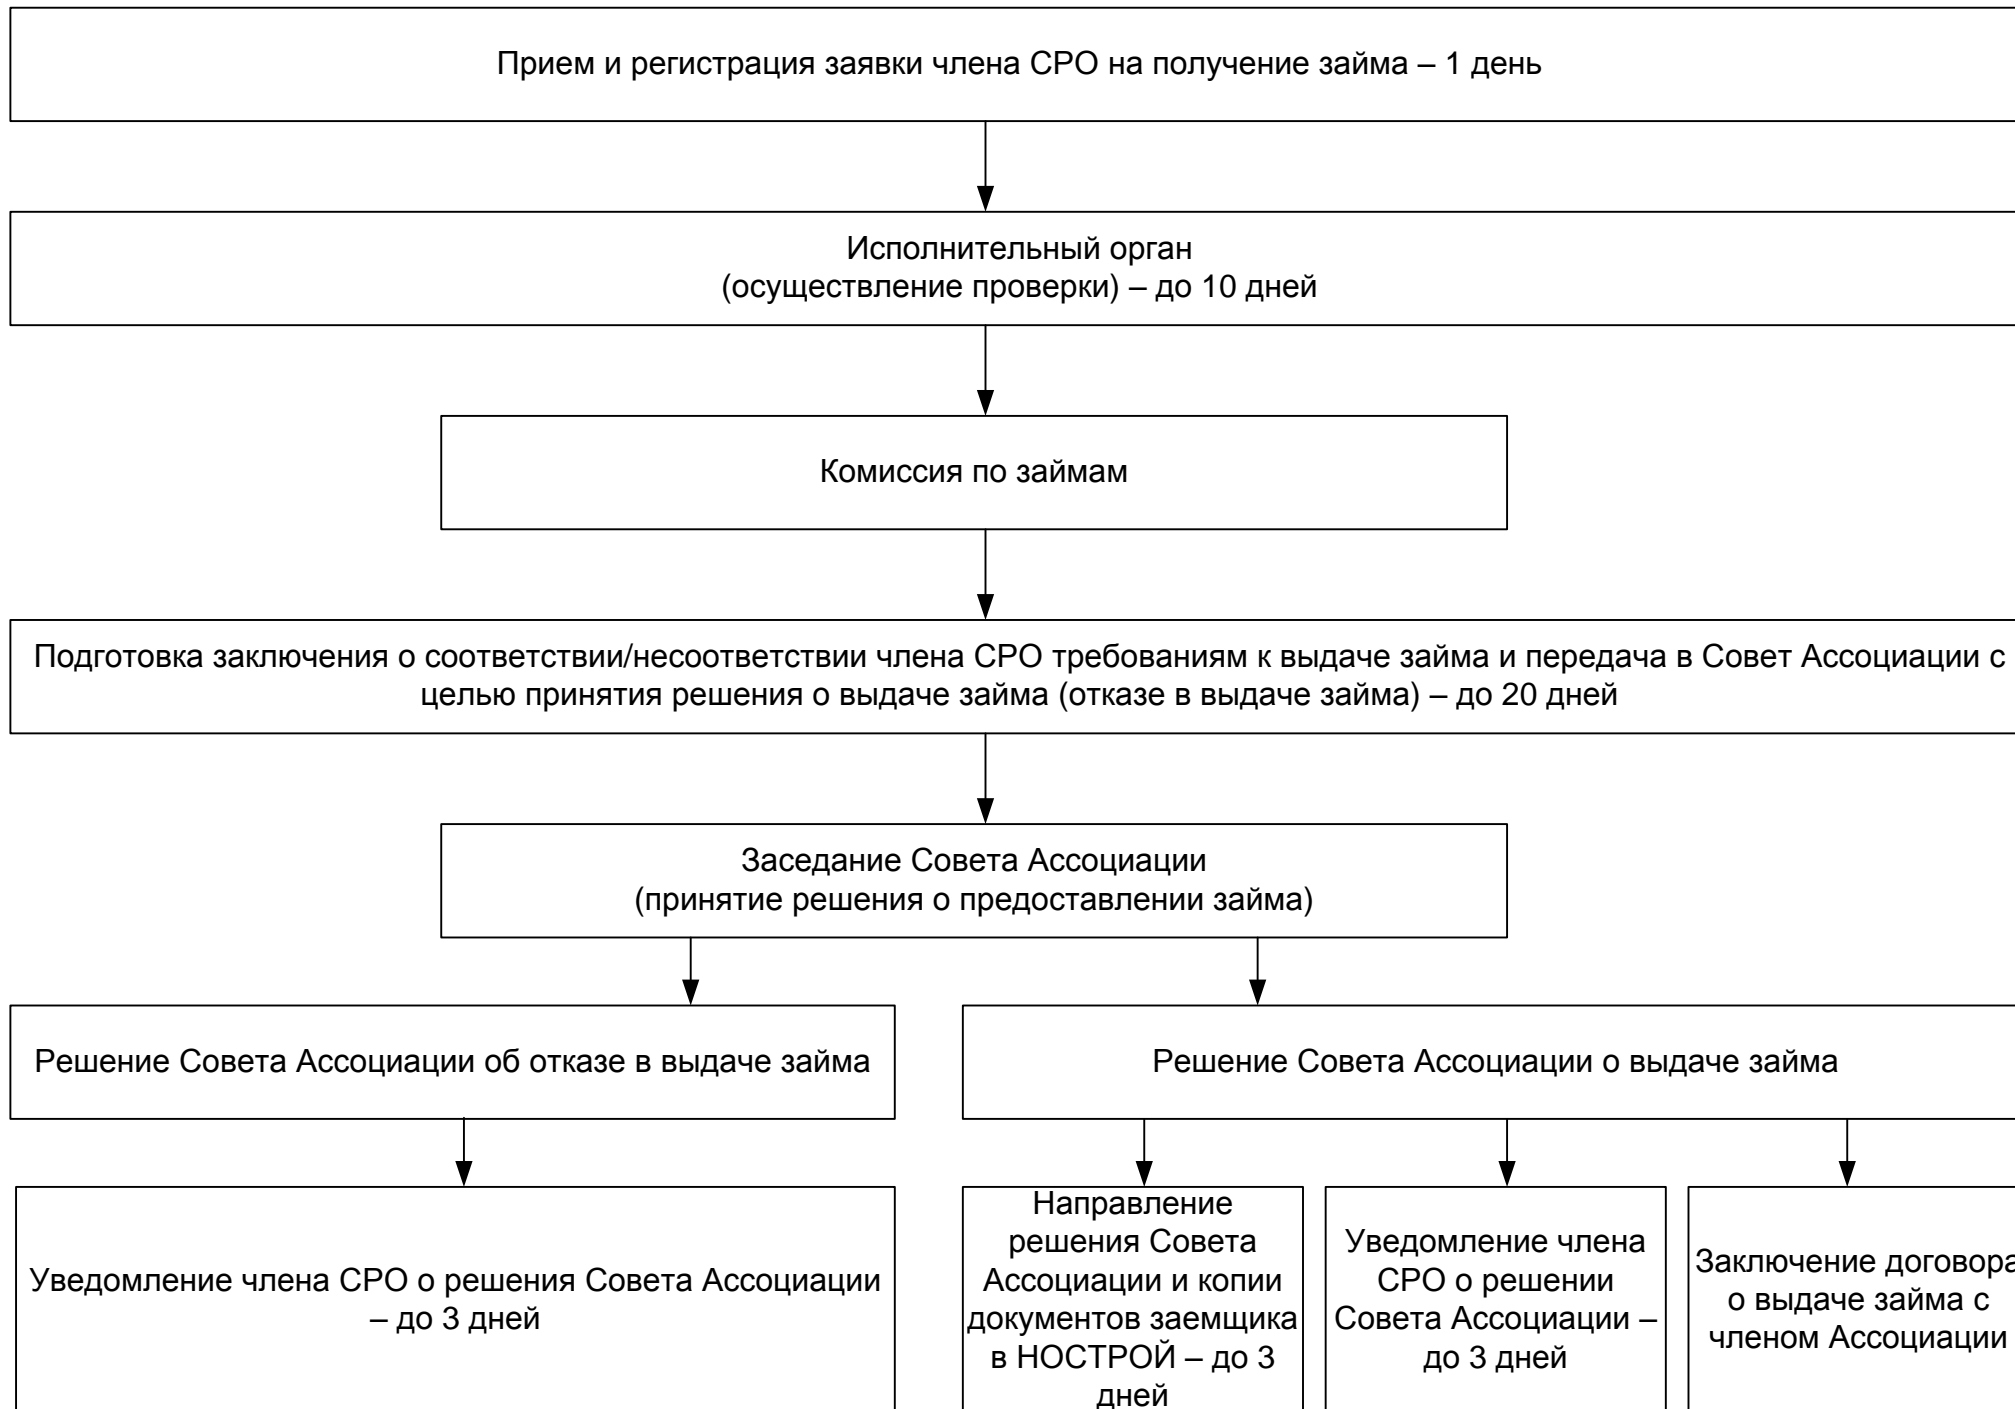 Прием и регистрация заявки члена СРО на получение займа – 1 день
Исполнительный орган
(осуществление проверки) – до 10 дней
Комиссия по займам
Подготовка заключения о соответствии/несоответствии члена СРО требованиям к выдаче займа и передача в Совет Ассоциации с
целью принятия решения о выдаче займа (отказе в выдаче займа) – до 20 дней
Заседание Совета Ассоциации
(принятие решения о предоставлении займа)
Решение Совета Ассоциации об отказе в выдаче займа
Решение Совета Ассоциации о выдаче займа
Уведомление члена СРО о решения Совета Ассоциации
– до 3 дней
Направление
решения Совета
Ассоциации и копии
документов заемщика
в НОСТРОЙ – до 3
дней
Уведомление члена
СРО о решении
Совета Ассоциации –
до 3 дней
Заключение договора
о выдаче займа с
членом Ассоциации